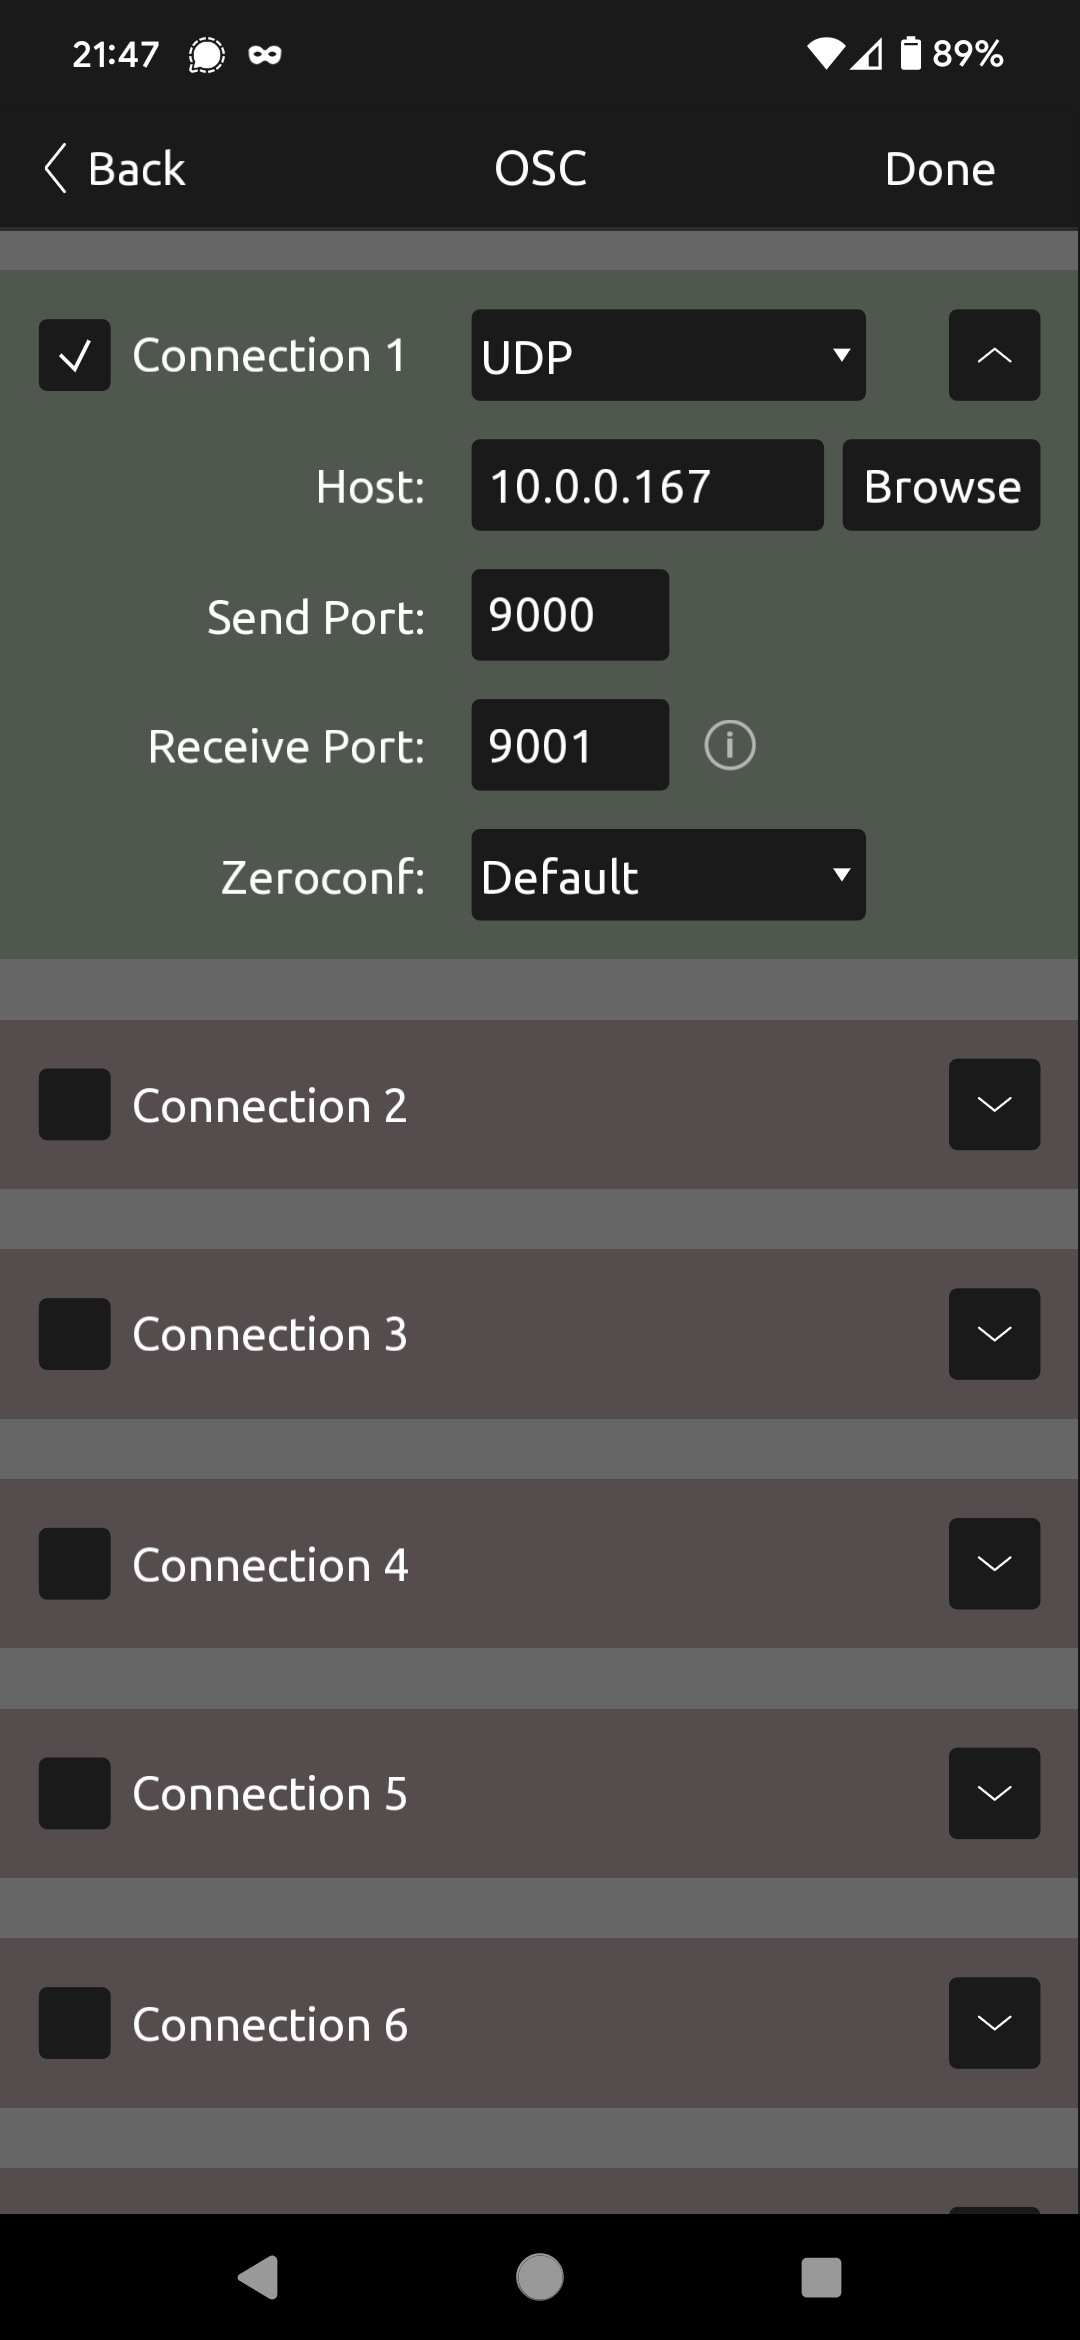 21:47 89%
Back OSC Done
Connection 1 UDP
Host: 10.0.0.167 Browse
Send Port: 9000
Receive Port: 9001
Zeroconf: Default
Connection 2
Connection 3
Connection 4
Connection 5
Connection 6